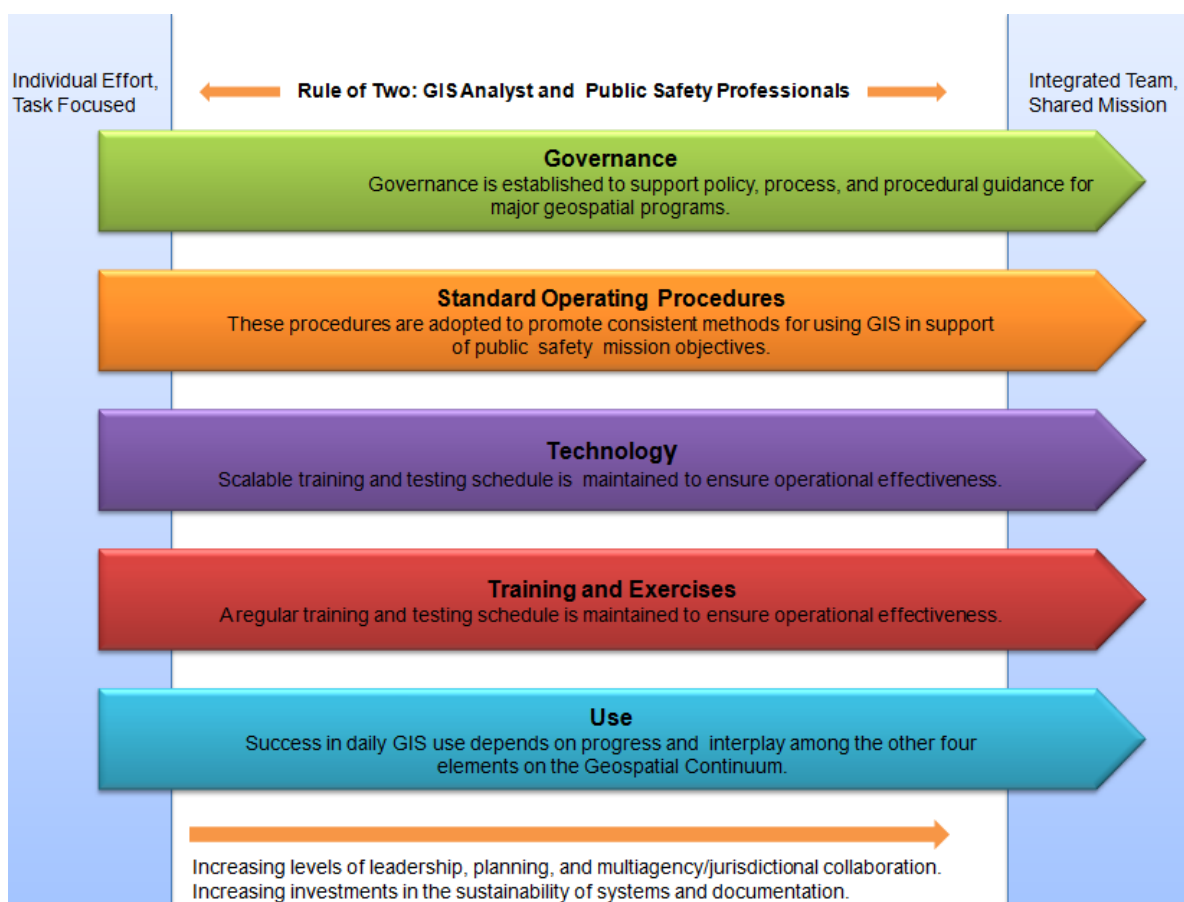 Individual Effort,
Task Focused
Rule of Two: GIS Analyst and Public Safety Professionals
Integrated Team,
Shared Mission
Governance
Governance is established to support policy, process, and procedural guidance for
major geospatial programs.
Standard Operating Procedures
These procedures are adopted to promote consistent methods for using GIS in support
of public safety mission objectives.
Technology
Scalable training and testing schedule is maintained to ensure operational effectiveness.
Training and Exercises
A regular training and testing schedule is maintained to ensure operational effectiveness.
Use
Success in daily GIS use depends on progress and interplay among the other four
elements on the Geospatial Continuum.
Increasing levels of leadership, planning, and multiagency/jurisdictional collaboration.
Increasing investments in the sustainability of systems and documentation.